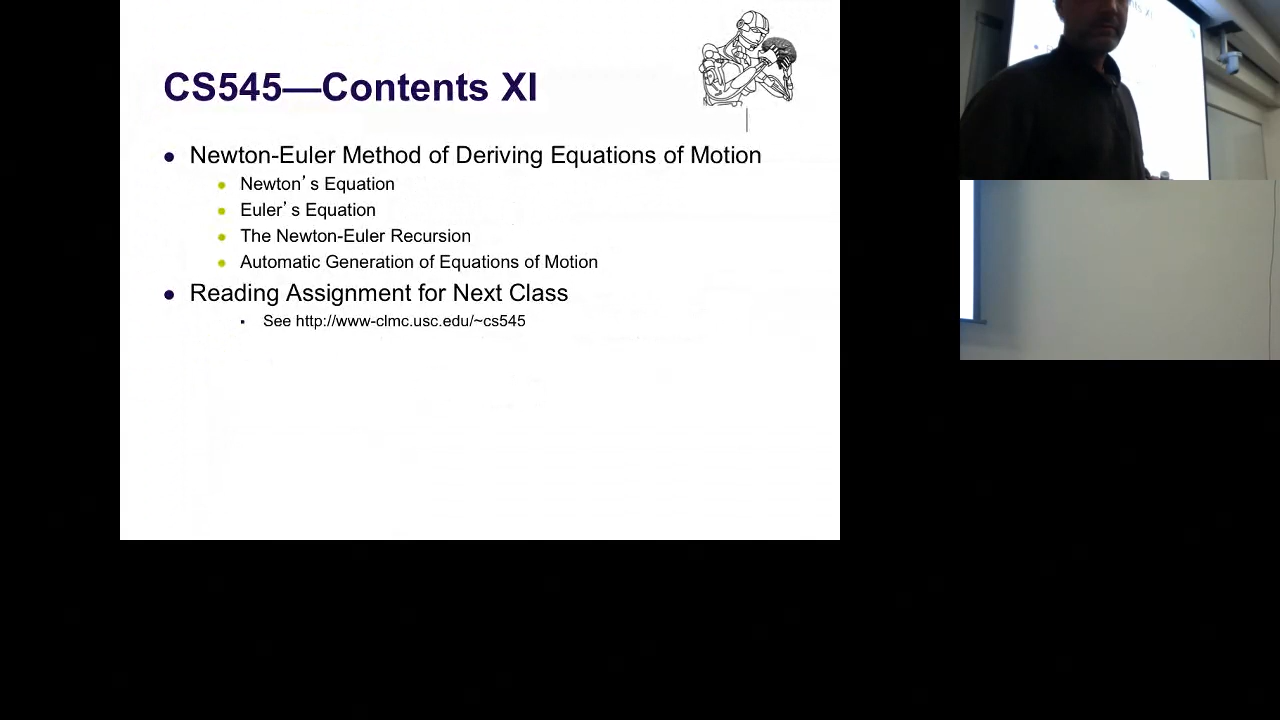 CS545—Contents XI
Newton-Euler Method of Deriving Equations of Motion
Newton's Equation
Euler's Equation
The Newton-Euler Recursion
Automatic Generation of Equations of Motion
Reading Assignment for Next Class
See http://www-clmc.usc.edu/~cs545